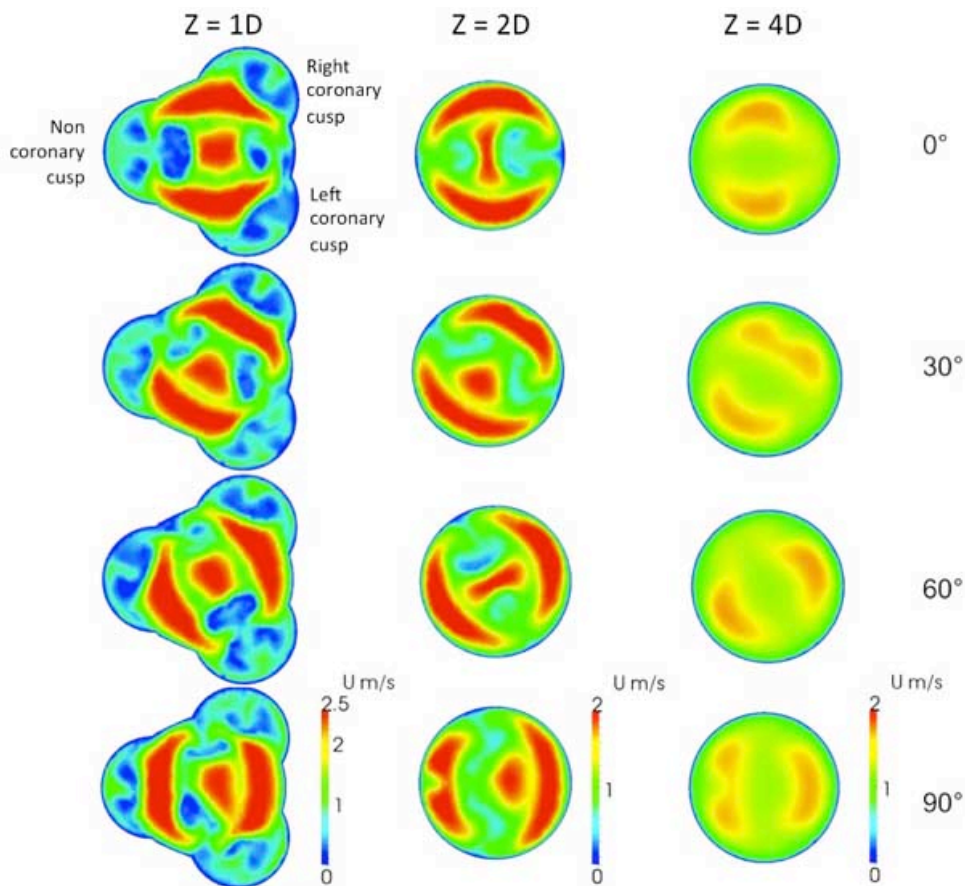 Z = 1D
Z = 2D
Z = 4D
Right
coronary
cusp
Non
coronary
cusp
0°
Left
coronary
cusp
30°
60°
U m/s
U m/s
U m/s
2.5
2
1
0
2
1
0
2
1
0
90°